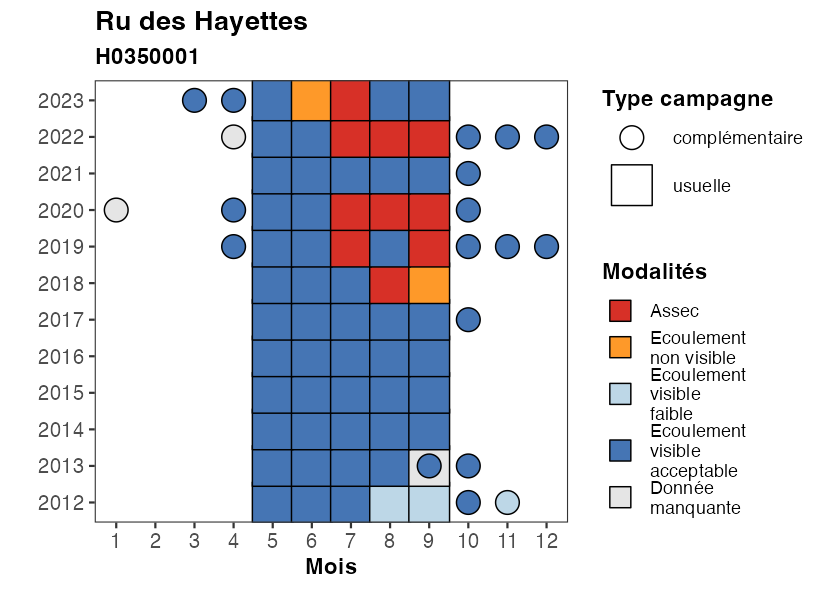 Ru des Hayettes
H0350001
2023
2022
2021
2020
2019
2018
2017
2016
2015
2014
2013
2012
1 2 3 4 5 6 7 8 9 10 11 12
Mois
Type campagne
complémentaire
usuelle
Modalités
Assec
Ecoulement
non visible
Ecoulement
visible
faible
Ecoulement
visible
acceptable
Donnée
manquante